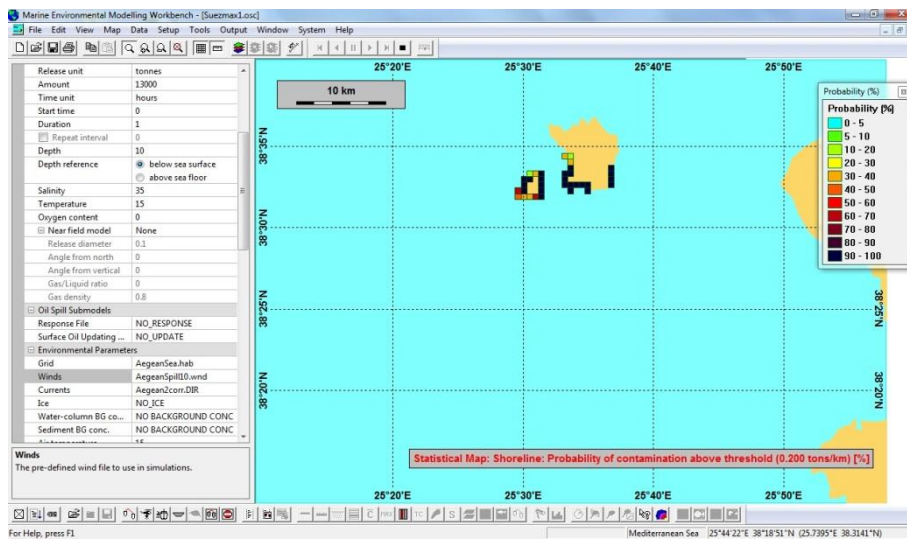 Marine Environmental Modelling Workbench - [Suezmax1.osc]
File Edit View Map Data Setup Tools Output Window System Help
Release unit tonnes
Amount 13000
Time unit hours
Start time 0
Duration 1
Repeat interval 0
Depth 10
Depth reference below sea surface
above sea floor
Salinity 35
Temperature 15
Oxygen content 0
Near field model None
Release diameter 0.1
Angle from north 0
Angle from vertical 0
Gas/Liquid ratio 0
Gas density 0.8
Oil Spill Submodels
Response File NO_RESPONSE
Surface Oil Updating ... NO_UPDATE
Environmental Parameters
Grid AegeanSea.hab
Winds AegeanSpill10.wnd
Currents Aegean2corr.DIR
Ice NO_ICE
Water-column BG co... NO BACKGROUND CONC
Sediment BG conc. NO BACKGROUND CONC
Air temperature 15
Winds
The pre-defined wind file to use in simulations.
25°20'E 25°30'E 25°40'E 25°50'E
10 km
38°35'N
38°30'N
38°25'N 38°25'N
38°20'N 38°20'N
Probability (%)
Probability (%)
0 - 5
5 - 10
10 - 20
20 - 30
30 - 40
40 - 50
50 - 60
60 - 70
70 - 80
80 - 90
90 - 100
Statistical Map: Shoreline: Probability of contamination above threshold (0.200 tons/km) [%]
25°20'E 25°30'E 25°40'E 25°50'E
For Help, press F1
Mediterranean Sea 25°44'22"E 38°18'51"N (25.7395°E 38.3141°N)